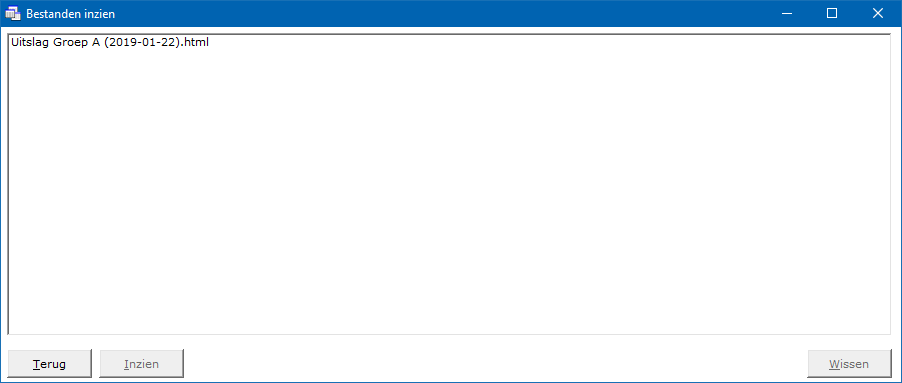 Bestanden inzien
Uitslag Groep A (2019-01-22).html
Terug
Inzien
Wissen